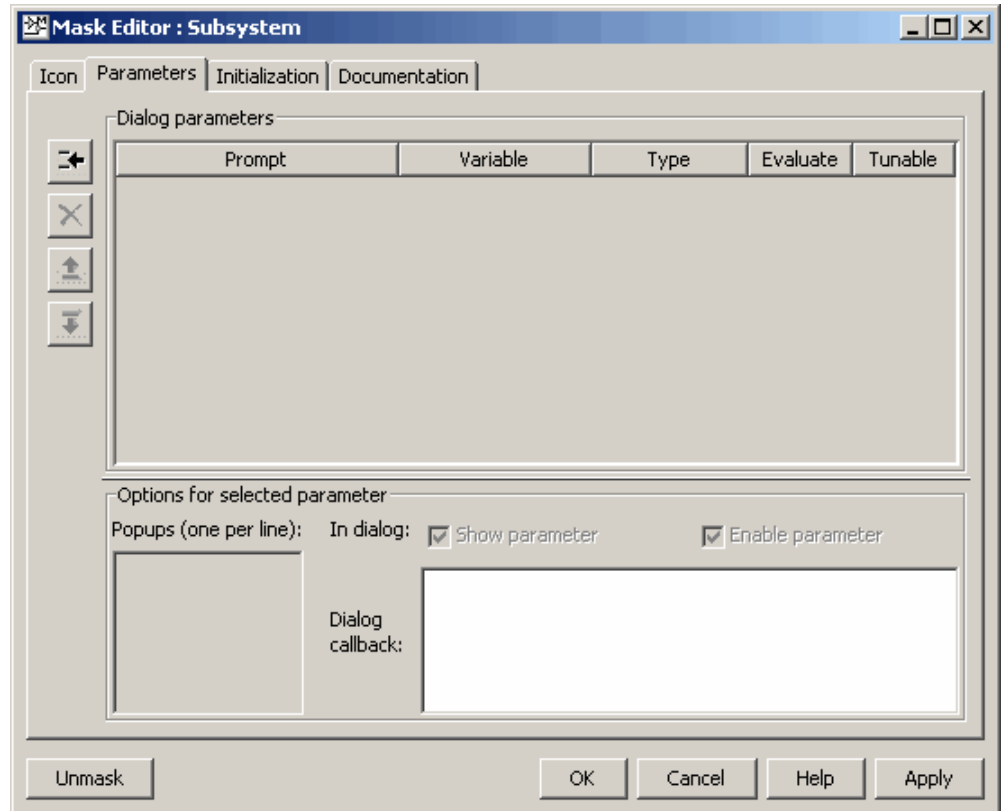 Mask Editor : Subsystem
Icon Parameters Initialization Documentation
Dialog parameters
Prompt Variable Type Evaluate Tunable
Options for selected parameter
Popups (one per line): In dialog: Show parameter Enable parameter
Dialog
callback:
Unmask OK Cancel Help Apply